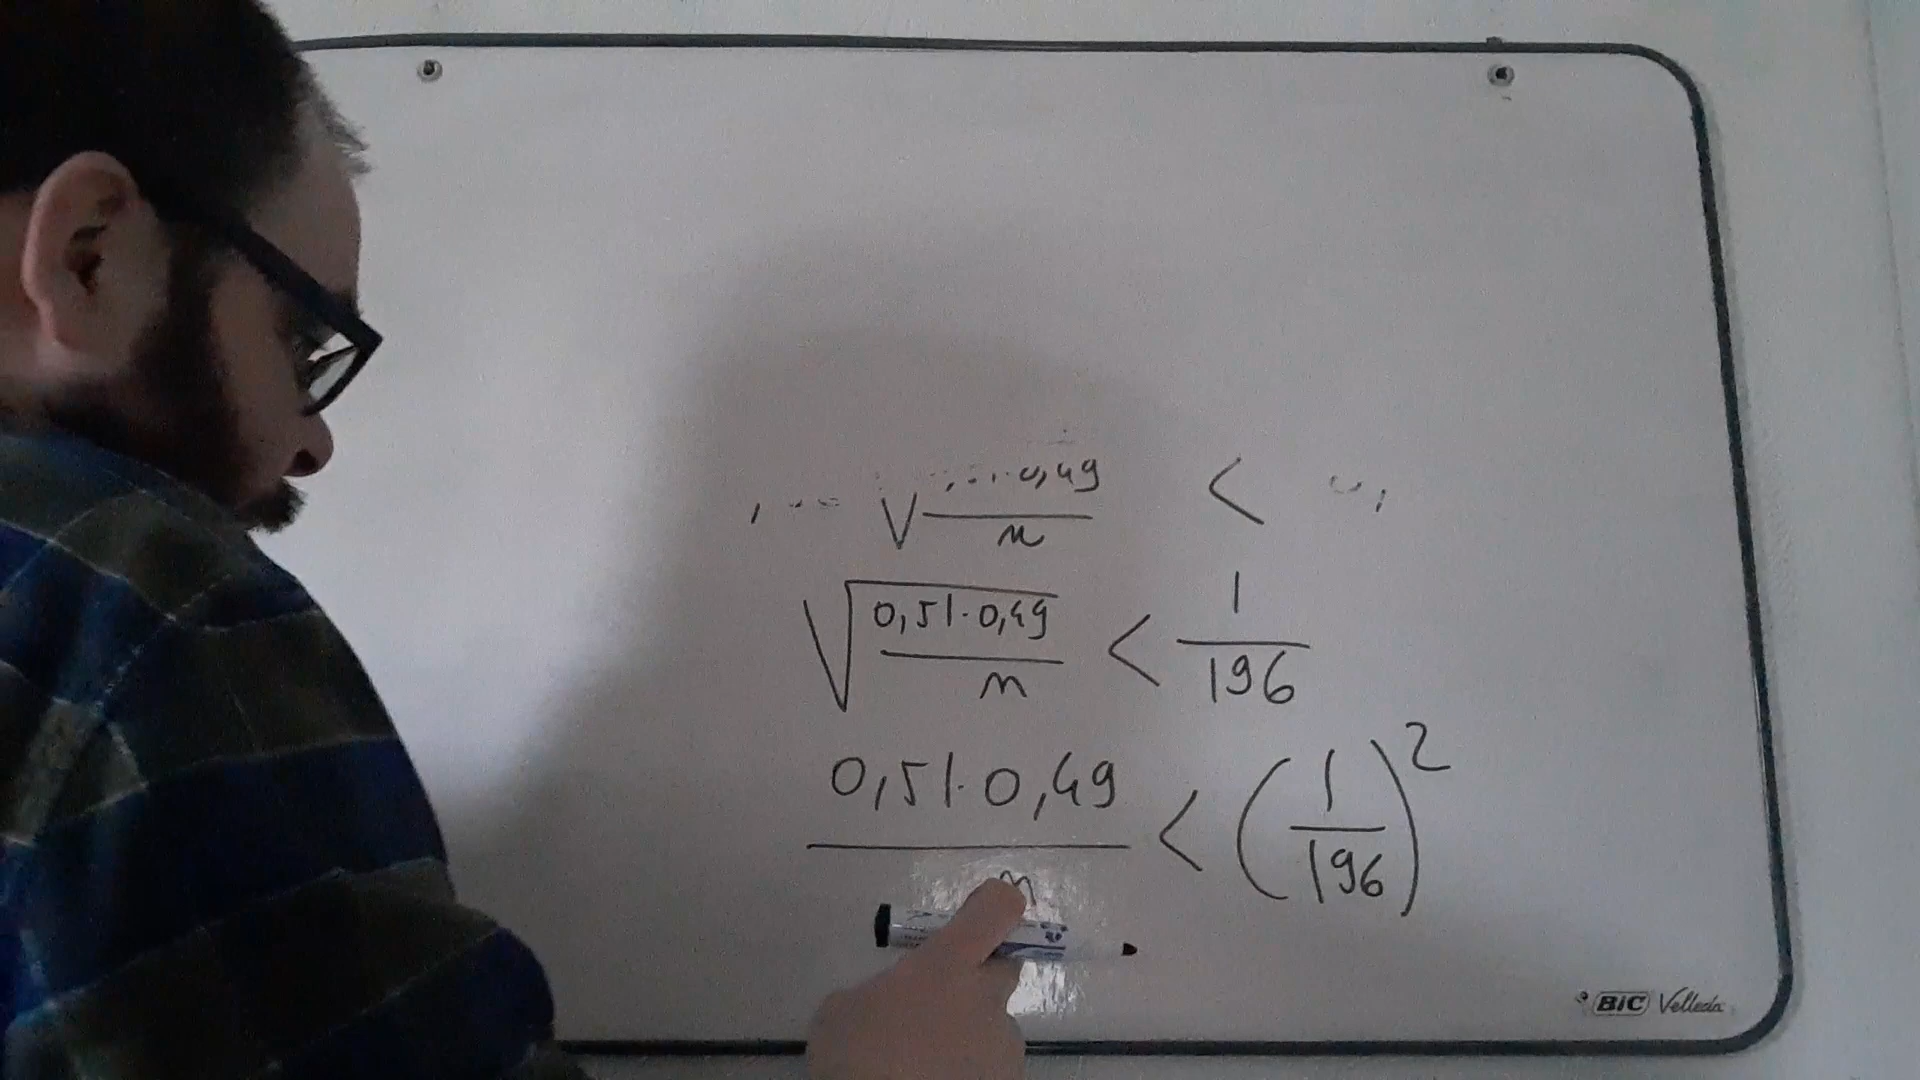 √ 0,49 / n <
√ 0,51·0,49 / n < 1 / 196
0,51·0,49 / n < (1 / 196)²
BIC Velleda